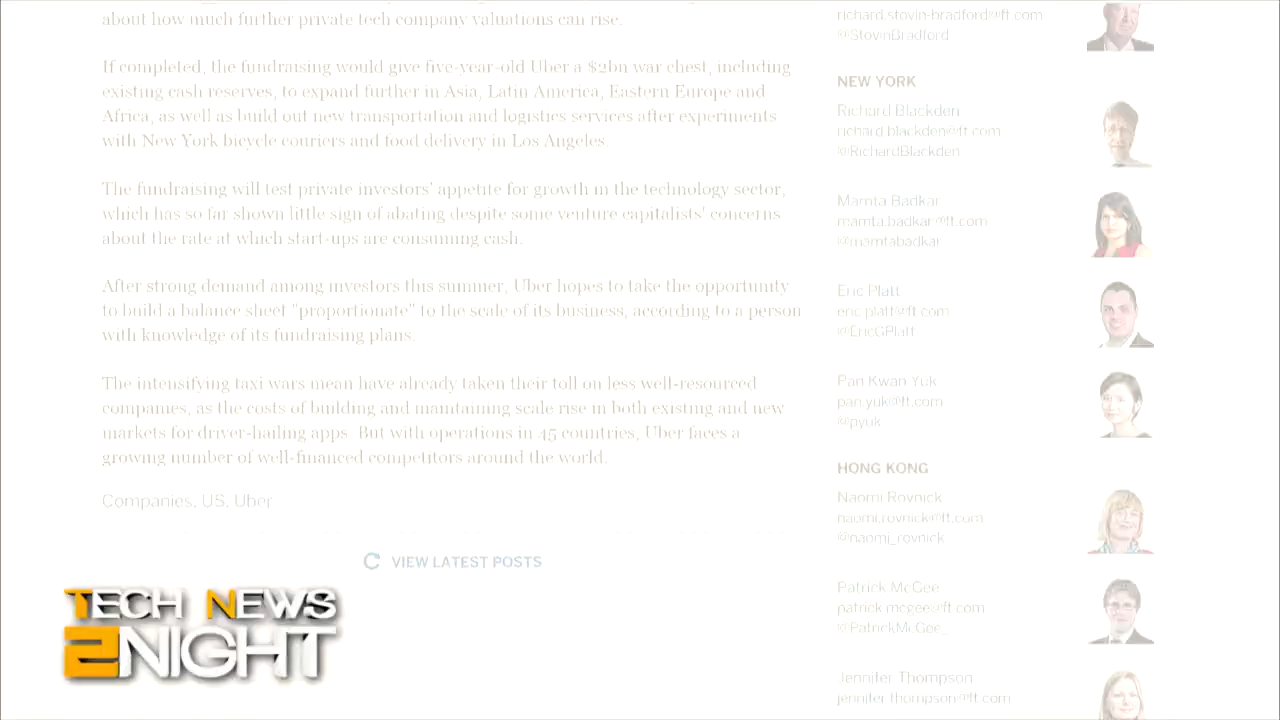 about how much further private tech company valuations can rise.
If completed, the fundraising would give five-year-old Uber a $2bn war chest, including
existing cash reserves, to expand further in Asia, Latin America, Eastern Europe and
Africa, as well as build out new transportation and logistics services after experiments
with New York bicycle couriers and food delivery in Los Angeles.
The fundraising will test private investors' appetite for growth in the technology sector,
which has so far shown little sign of abating despite some venture capitalists' concerns
about the rate at which start-ups are consuming cash.
After strong demand among investors this summer, Uber hopes to take the opportunity
to build a balance sheet "proportionate" to the scale of its business, according to a person
with knowledge of its fundraising plans.
The intensifying taxi wars mean have already taken their toll on less well-resourced
companies, as the costs of building and maintaining scale rise in both existing and new
markets for driver-hailing apps. But with operations in 45 countries, Uber faces a
growing number of well-financed competitors around the world.
Companies, US, Uber
VIEW LATEST POSTS
TECH NEWS
2NIGHT
richard.stovin-bradford@ft.com
@StovinBradford
NEW YORK
Richard Blackden
richard.blackden@ft.com
@RichardBlackden
Mamta Badkar
mamta.badkar@ft.com
@mamtabadkar
Eric Platt
eric.platt@ft.com
@EricGPlatt
Pan Kwan Yuk
pan.yuk@ft.com
@pyuk
HONG KONG
Naomi Rovnick
naomi.rovnick@ft.com
@naomi_rovnick
Patrick McGee
patrick.mcgee@ft.com
@PatrickMcGee_
Jennifer Thompson
jennifer.thompson@ft.com